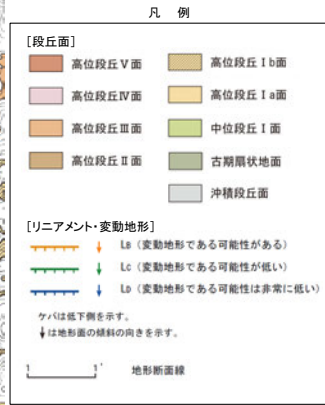 凡　例
[段丘面]
高位段丘Ⅴ面
高位段丘Ⅰb面
高位段丘Ⅳ面
高位段丘Ⅰa面
高位段丘Ⅲ面
中位段丘Ⅰ面
高位段丘Ⅱ面
古期扇状地面
沖積段丘面
[リニアメント・変動地形]
LB（変動地形である可能性がある）
LC（変動地形である可能性が低い）
LD（変動地形である可能性は非常に低い）
ケバは低下側を示す。
↓は地形面の傾斜の向きを示す。
1 1' 地形断面線